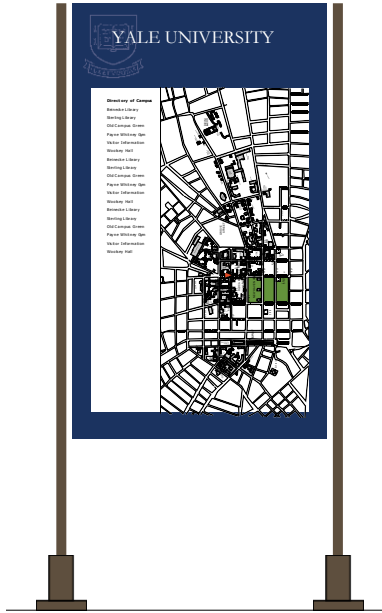 YALE UNIVERSITY
Directory of Campus
Beinecke Library
Sterling Library
Old Campus Green
Payne Whitney Gym
Visitor Information
Woolsey Hall
Beinecke Library
Sterling Library
Old Campus Green
Payne Whitney Gym
Visitor Information
Woolsey Hall
Beinecke Library
Sterling Library
Old Campus Green
Payne Whitney Gym
Visitor Information
Woolsey Hall